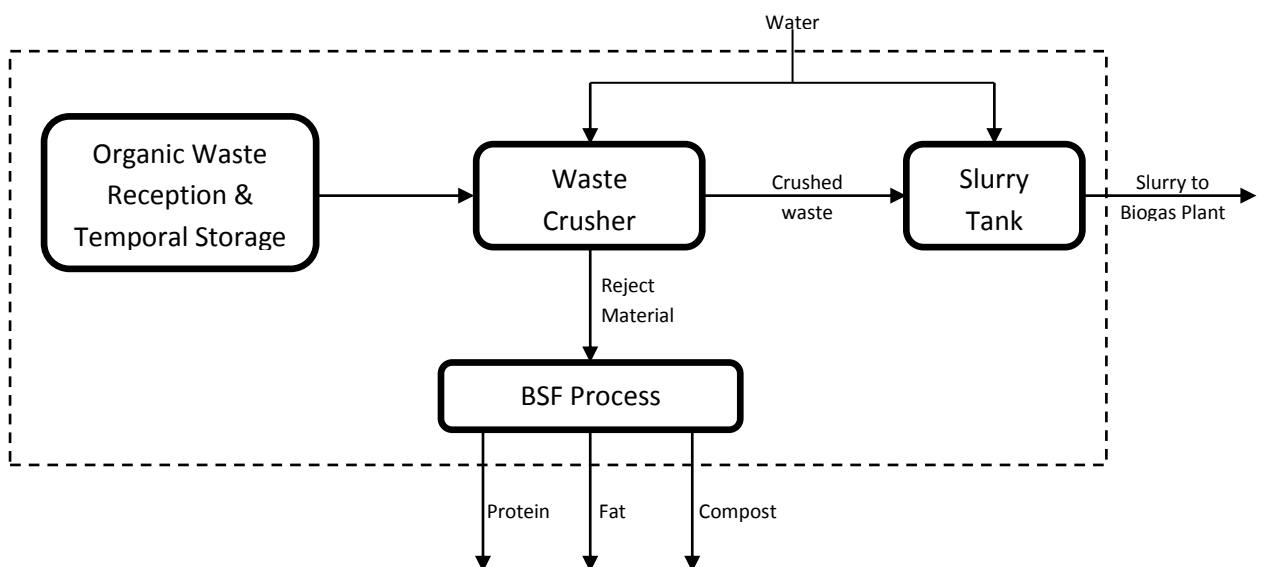 Water
Organic Waste
Reception &
Temporal Storage
Waste
Crusher
Crushed
waste
Slurry
Tank
Slurry to
Biogas Plant
Reject
Material
BSF Process
Protein
Fat
Compost